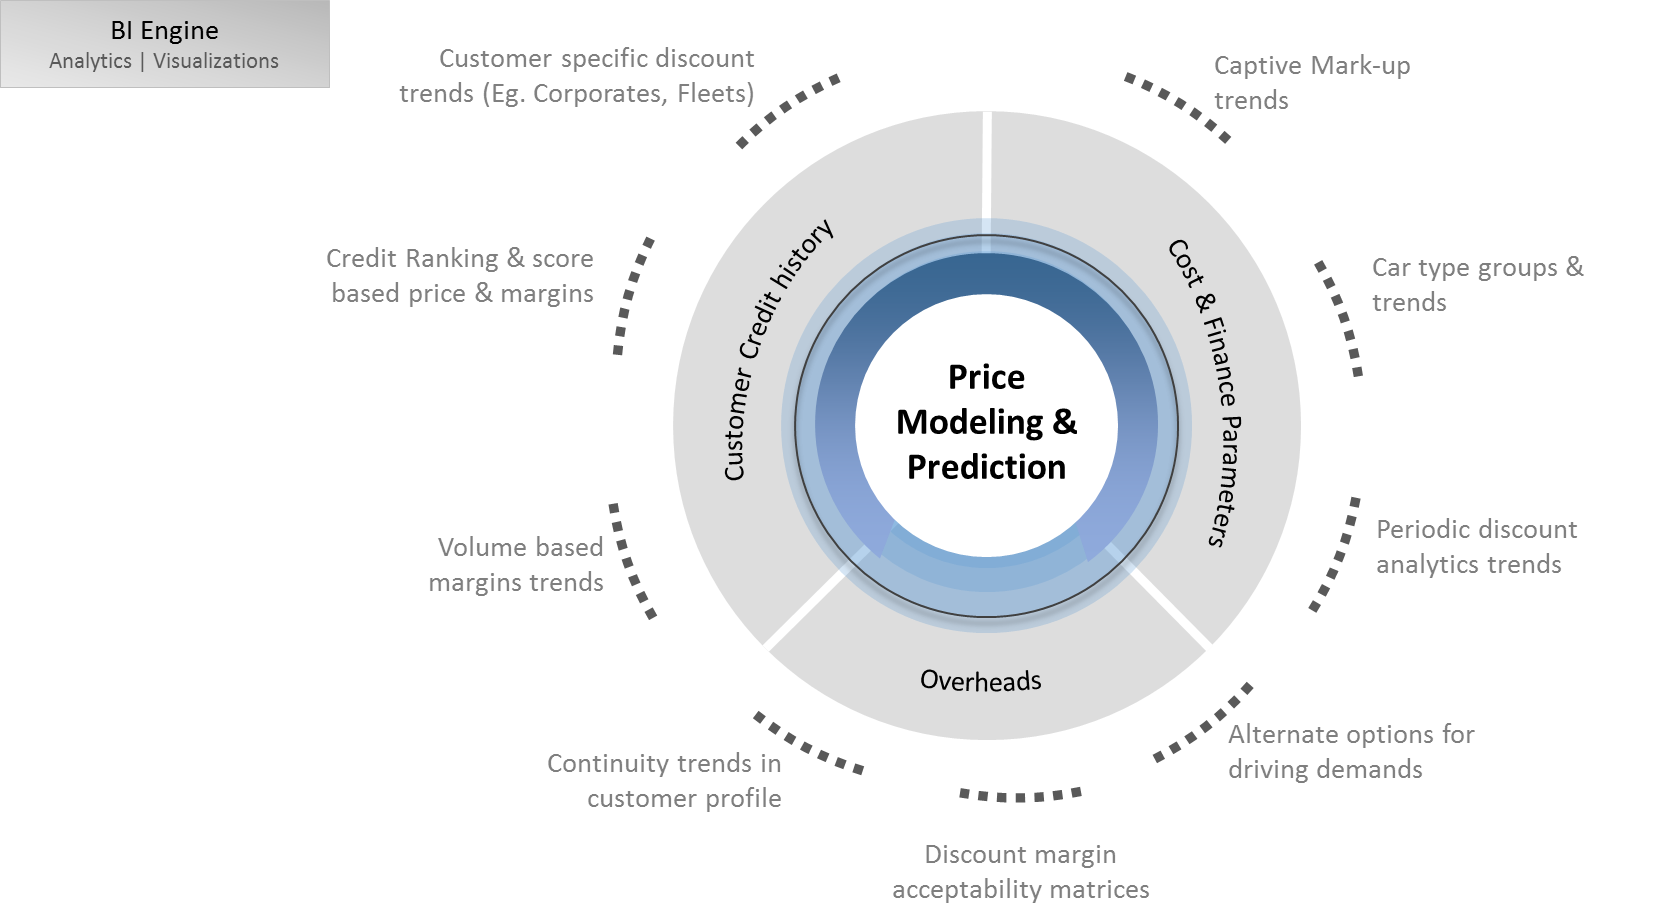 BI Engine
Analytics | Visualizations
Customer specific discount
trends (Eg. Corporates, Fleets)
Captive Mark-up
trends
Credit Ranking & score
based price & margins
Car type groups &
trends
Customer Credit history
Cost & Finance Parameters
Price
Modeling &
Prediction
Volume based
margins trends
Periodic discount
analytics trends
Overheads
Continuity trends in
customer profile
Alternate options for
driving demands
Discount margin
acceptability matrices